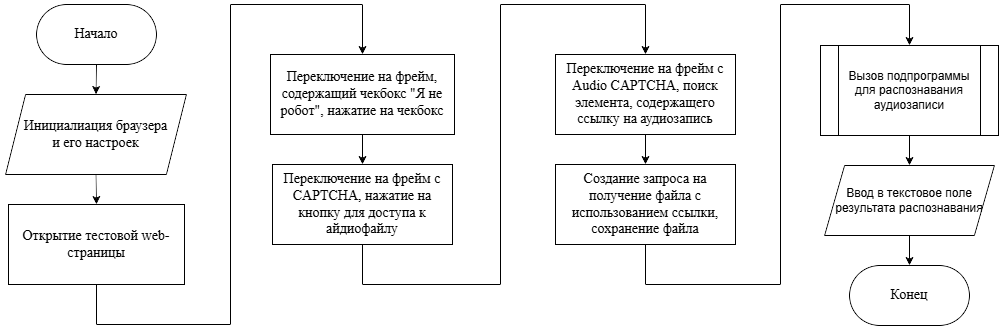 Начало
Инициалиация браузера
и его настроек
Открытие тестовой web-
страницы
Переключение на фрейм,
содержащий чекбокс "Я не
робот", нажатие на чекбокс
Переключение на фрейм с
CAPTCHA, нажатие на
кнопку для доступа к
айдиофайлу
Переключение на фрейм с
Audio CAPTCHA, поиск
элемента, содержащего
ссылку на аудиозапись
Создание запроса на
получение файла с
использованием ссылки,
сохранение файла
Вызов подпрограммы
для распознавания
аудиозаписи
Ввод в текстовое поле
результата распознавания
Конец